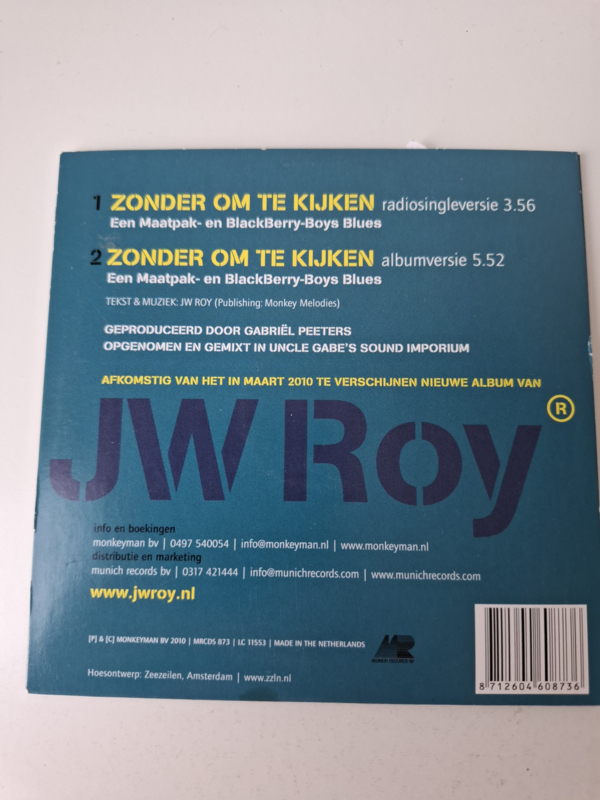 1 ZONDER OM TE KIJKEN radiosingleversie 3.56
Een Maatpak- en BlackBerry-Boys Blues
2 ZONDER OM TE KIJKEN albumversie 5.52
Een Maatpak- en BlackBerry-Boys Blues
TEKST & MUZIEK: JW ROY (Publishing: Monkey Melodies)
GEPRODUCEERD DOOR GABRIËL PEETERS
OPGENOMEN EN GEMIXT IN UNCLE GABE'S SOUND IMPORIUM
AFKOMSTIG VAN HET IN MAART 2010 TE VERSCHIJNEN NIEUWE ALBUM VAN
JW Roy ®
info en boekingen
monkeyman bv | 0497 540054 | info@monkeyman.nl | www.monkeyman.nl
distributie en marketing
munich records bv | 0317 421444 | info@munichrecords.com | www.munichrecords.com
www.jwroy.nl
[P] & [C] MONKEYMAN BV 2010 | MRCDS 873 | LC 11553 | MADE IN THE NETHERLANDS
MR
MUNICH RECORDS BV
Hoesontwerp: Zeezeilen, Amsterdam | www.zzln.nl
8 712604 608736